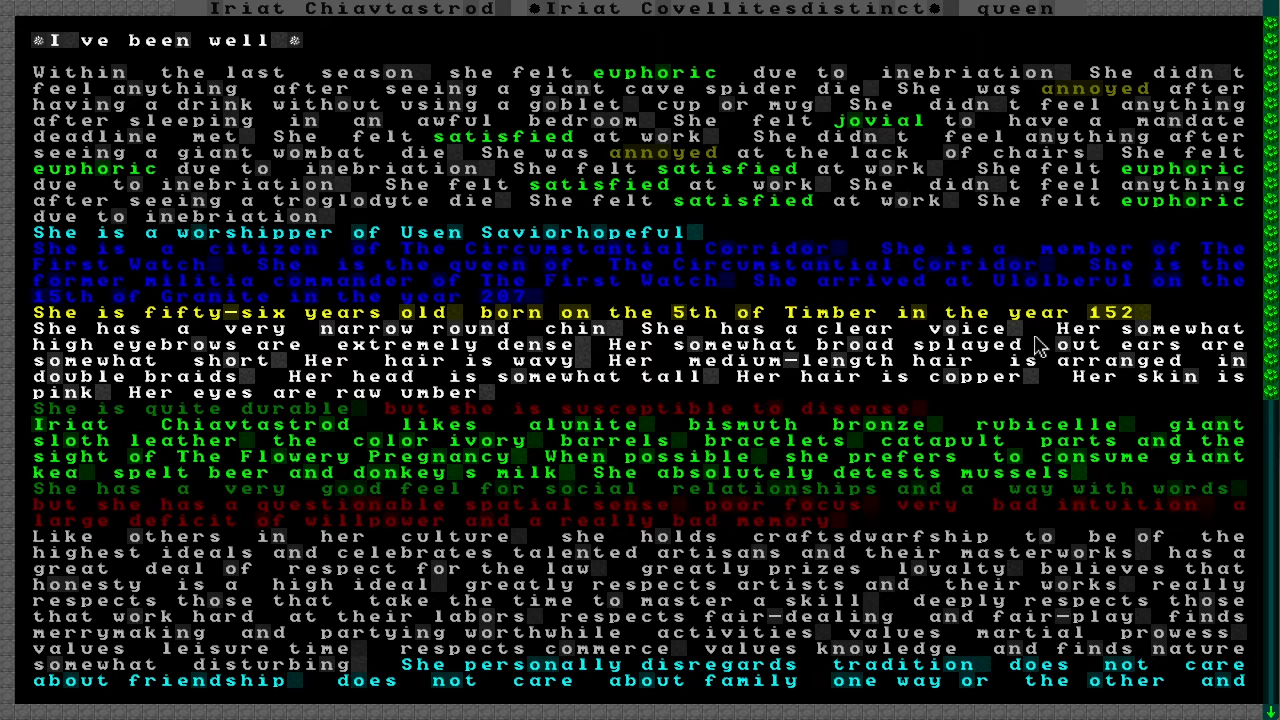 Iriat Chiavtastrod ☼Iriat Covellitesdistinct☼ queen
☼I ve been well ☼
Within the last season she felt euphoric due to inebriation She didn t
feel anything after seeing a giant cave spider die She was annoyed after
having a drink without using a goblet cup or mug She didn t feel anything
after sleeping in an awful bedroom She felt jovial to have a mandate
deadline met She felt satisfied at work She didn t feel anything after
seeing a giant wombat die She was annoyed at the lack of chairs She felt
euphoric due to inebriation She felt satisfied at work She felt euphoric
due to inebriation She felt satisfied at work She didn t feel anything
after seeing a troglodyte die She felt satisfied at work She felt euphoric
due to inebriation
She is a worshipper of Usen Saviorhopeful
She is a citizen of The Circumstantial Corridor She is a member of The
First Watch She is the queen of The Circumstantial Corridor She is the
former militia commander of The First Watch She arrived at Ulolberul on the
15th of Granite in the year 207
She is fifty-six years old born on the 5th of Timber in the year 152
She has a very narrow round chin She has a clear voice Her somewhat
high eyebrows are extremely dense Her somewhat broad splayed out ears are
somewhat short Her hair is wavy Her medium-length hair is arranged in
double braids Her head is somewhat tall Her hair is copper Her skin is
pink Her eyes are raw umber
She is quite durable but she is susceptible to disease
Iriat Chiavtastrod likes alunite bismuth bronze rubicelle giant
sloth leather the color ivory barrels bracelets catapult parts and the
sight of The Flowery Pregnancy When possible she prefers to consume giant
kea spelt beer and donkey s milk She absolutely detests mussels
She has a very good feel for social relationships and a way with words
but she has a questionable spatial sense poor focus very bad intuition a
large deficit of willpower and a really bad memory
Like others in her culture she holds craftsdwarfship to be of the
highest ideals and celebrates talented artisans and their masterworks has a
great deal of respect for the law greatly prizes loyalty believes that
honesty is a high ideal greatly respects artists and their works really
respects those that take the time to master a skill deeply respects those
that work hard at their labors respects fair-dealing and fair-play finds
merrymaking and partying worthwhile activities values martial prowess
values leisure time respects commerce values knowledge and finds nature
somewhat disturbing She personally disregards tradition does not care
about friendship does not care about family one way or the other and